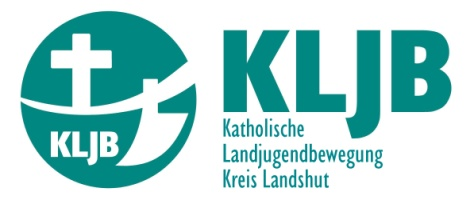 KLJB
KLJB
Katholische
Landjugendbewegung
Kreis Landshut